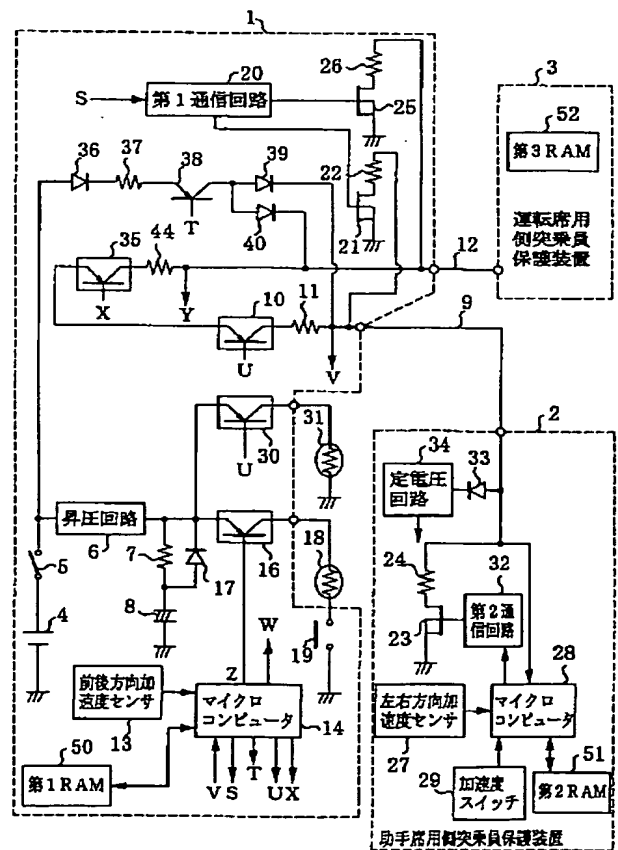 1
20
26
S
第1通信回路
25
3
52
第3RAM
運転席用
側突乗員
保護装置
36
37
38
39
22
T
40
21
35
44
12
X
Y
10
11
9
U
V
30
31
2
34
33
定電圧
回路
U
昇圧回路
6
7
16
18
24
32
5
17
第2通
信回路
8
23
4
W
19
28
前後方向加
速度センサ
13
Z
マイクロ
コンピュータ
14
左右方向加
速度センサ
27
マイクロ
コンピュータ
50
第1RAM
V S T U X
29
加速度
スイッチ
51
第2RAM
助手席用側突乗員保護装置